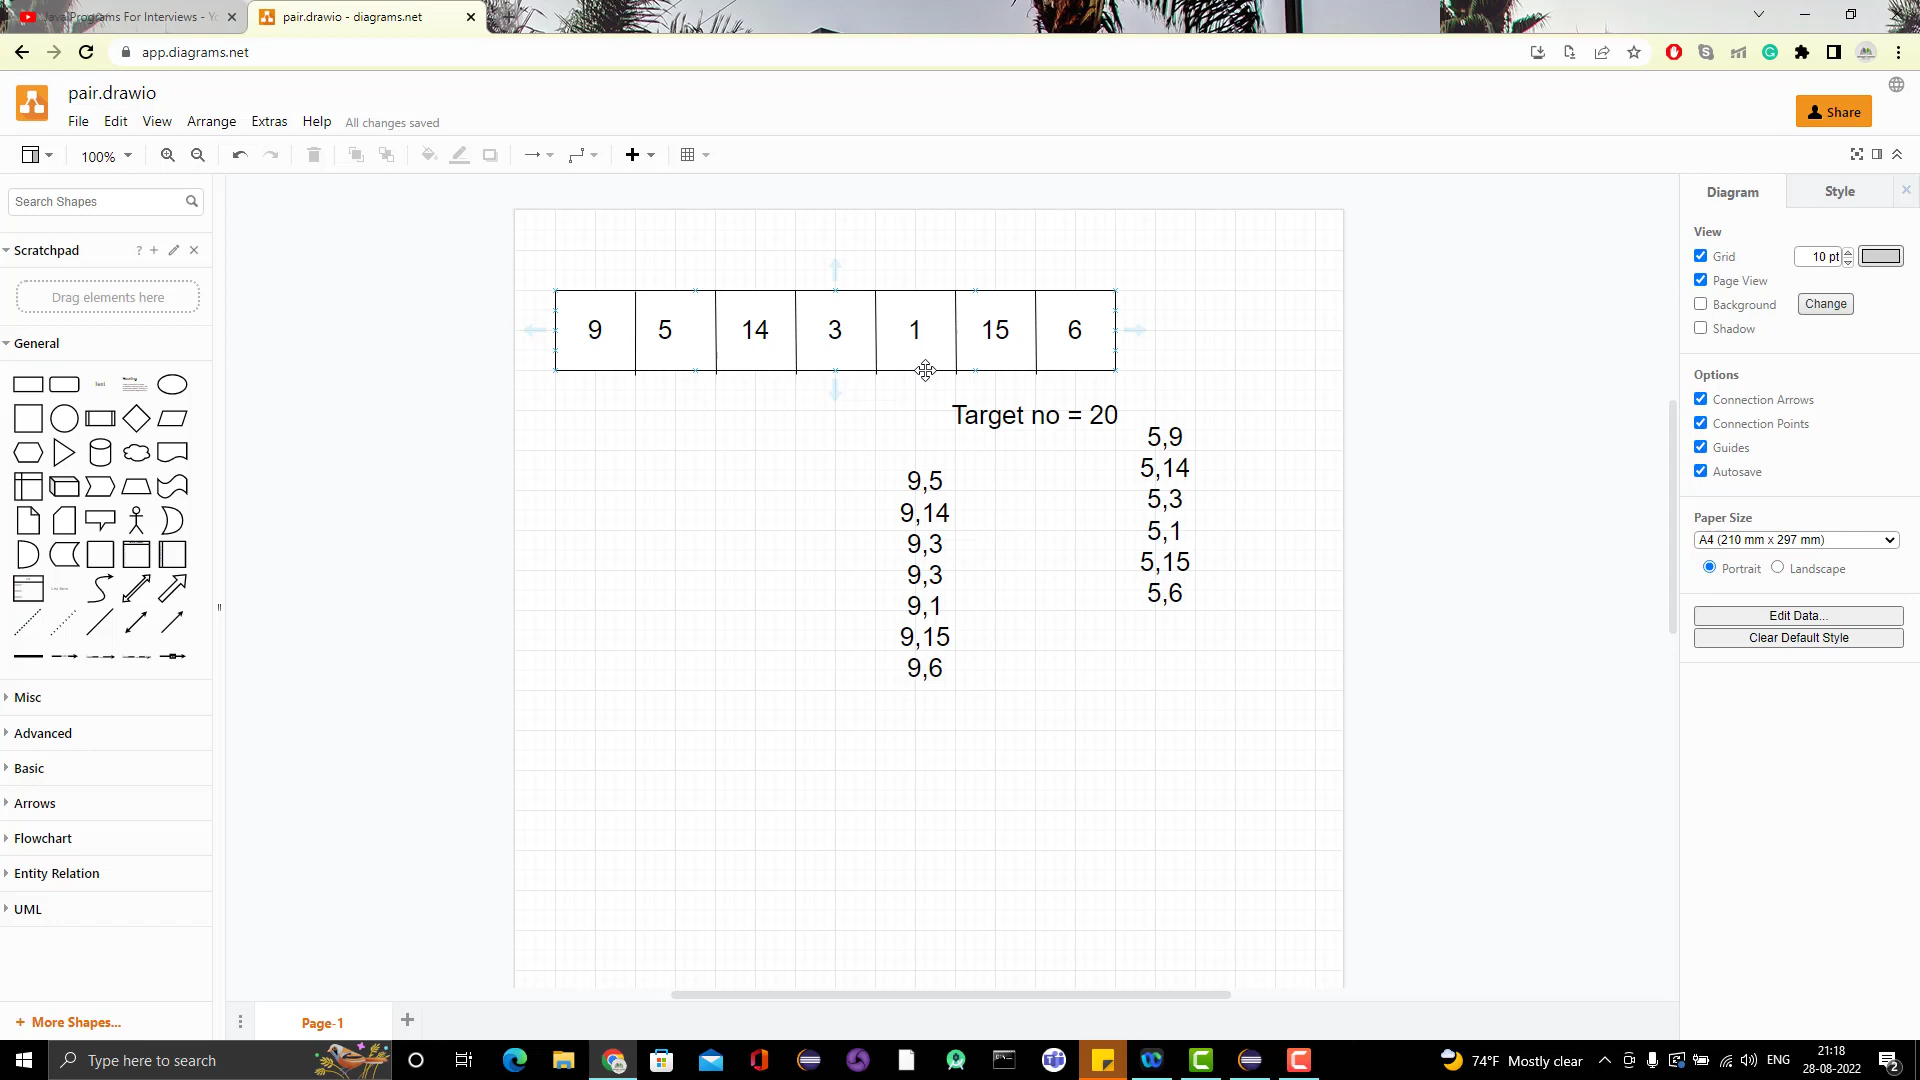 Java Programs For Interviews - Yo
pair.drawio - diagrams.net
app.diagrams.net
pair.drawio
File Edit View Arrange Extras Help All changes saved
Share
100%
Search Shapes
Scratchpad
Drag elements here
General
Text
Heading
List Item
Misc
Advanced
Basic
Arrows
Flowchart
Entity Relation
UML
+ More Shapes...
9 5 14 3 1 15 6
Target no = 20
9,5
9,14
9,3
9,3
9,1
9,15
9,6
5,9
5,14
5,3
5,1
5,15
5,6
Diagram Style
View
Grid 10 pt
Page View
Background Change
Shadow
Options
Connection Arrows
Connection Points
Guides
Autosave
Paper Size
A4 (210 mm x 297 mm)
Portrait Landscape
Edit Data...
Clear Default Style
Page-1
Type here to search
74°F Mostly clear
ENG
21:18
28-08-2022
2